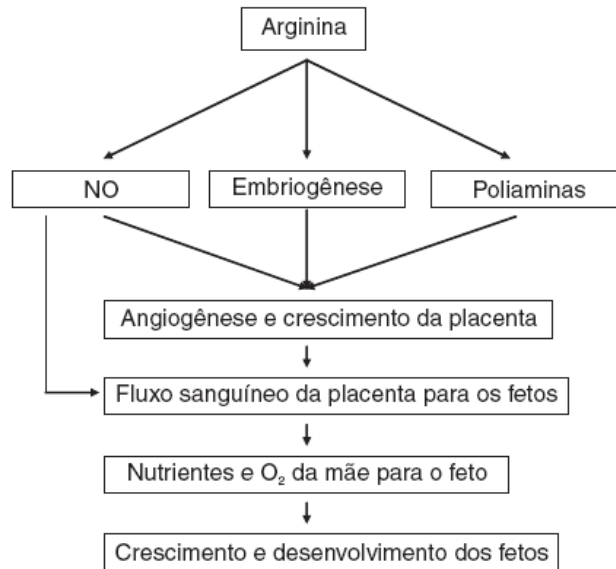 Arginina
NO
Embriogênese
Poliaminas
Angiogênese e crescimento da placenta
Fluxo sanguíneo da placenta para os fetos
Nutrientes e O₂ da mãe para o feto
Crescimento e desenvolvimento dos fetos